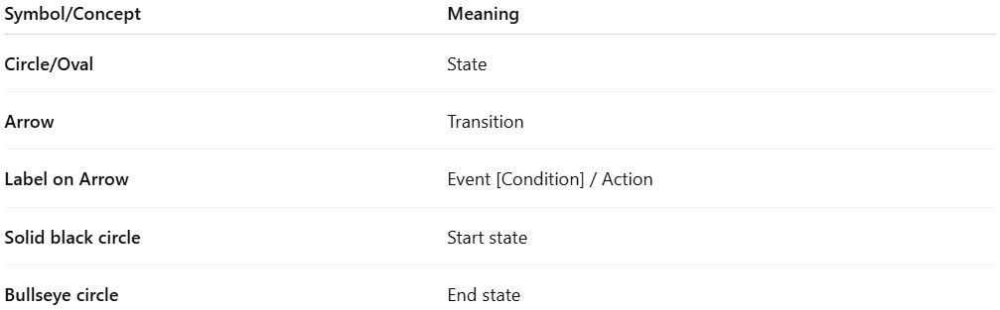 Symbol/Concept Meaning
Circle/Oval State
Arrow Transition
Label on Arrow Event [Condition] / Action
Solid black circle Start state
Bullseye circle End state